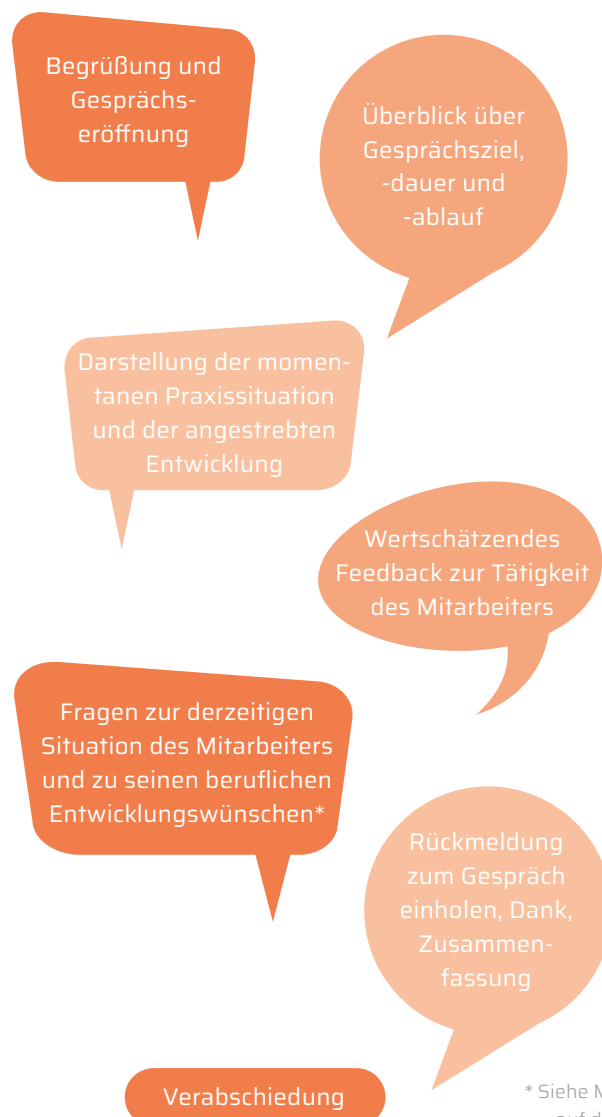 Begrüßung und
Gesprächs-
eröffnung
Überblick über
Gesprächsziel,
-dauer und
-ablauf
Darstellung der momen-
tanen Praxissituation
und der angestrebten
Entwicklung
Wertschätzendes
Feedback zur Tätigkeit
des Mitarbeiters
Fragen zur derzeitigen
Situation des Mitarbeiters
und zu seinen beruflichen
Entwicklungswünschen*
Rückmeldung
zum Gespräch
einholen, Dank,
Zusammen-
fassung
Verabschiedung
* Siehe